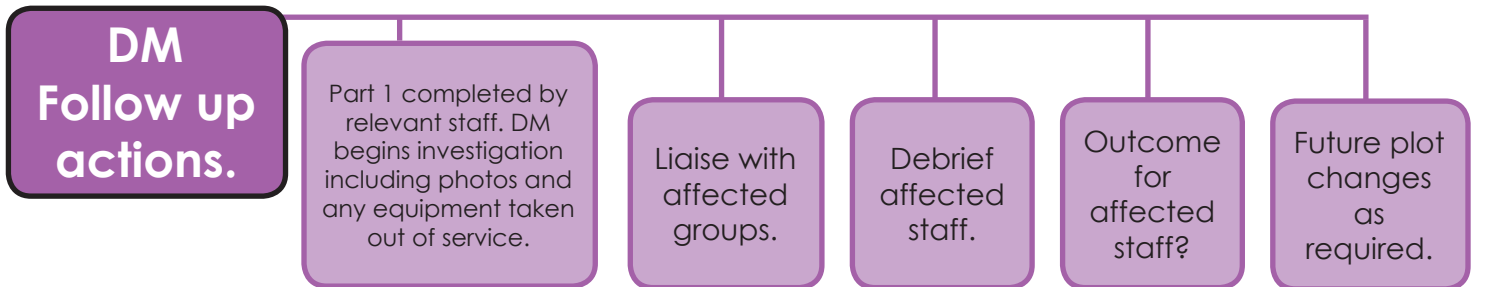 DM
Follow up
actions.
Part 1 completed by
relevant staff. DM
begins investigation
including photos and
any equipment taken
out of service.
Liaise with
affected
groups.
Debrief
affected
staff.
Outcome
for
affected
staff?
Future plot
changes
as
required.